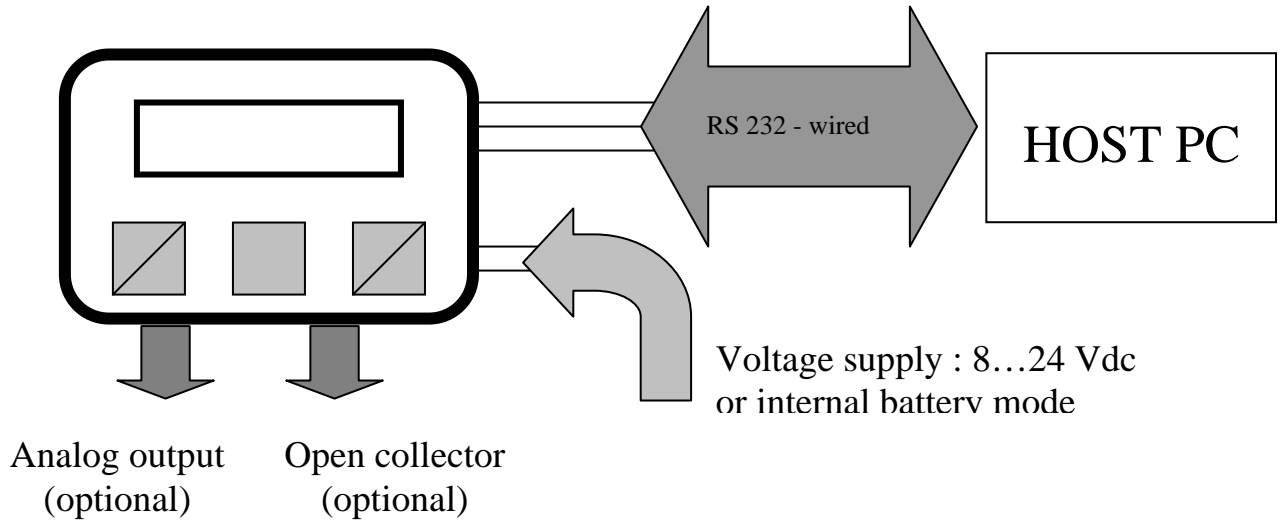 RS 232 - wired
HOST PC
Voltage supply : 8…24 Vdc
or internal battery mode
Analog output
(optional)
Open collector
(optional)